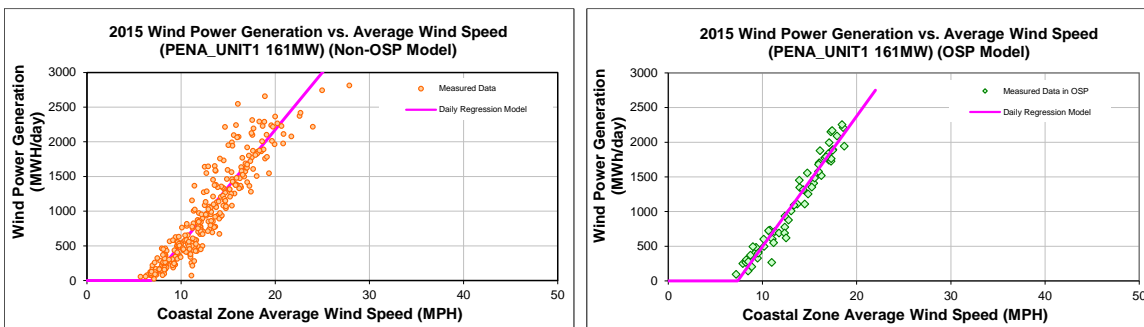 2015 Wind Power Generation vs. Average Wind Speed
(PENA_UNIT1 161MW) (Non-OSP Model)
Wind Power Generation
(MWH/day)
3000
2500
2000
1500
1000
500
0
Measured Data
Daily Regression Model
0 10 20 30 40 50
Coastal Zone Average Wind Speed (MPH)
2015 Wind Power Generation vs. Average Wind Speed
(PENA_UNIT1 161MW) (OSP Model)
Wind Power Generation
(MWh/day)
3000
2500
2000
1500
1000
500
0
Measured Data in OSP
Daily Regression Model
0 10 20 30 40 50
Coastal Zone Average Wind Speed (MPH)